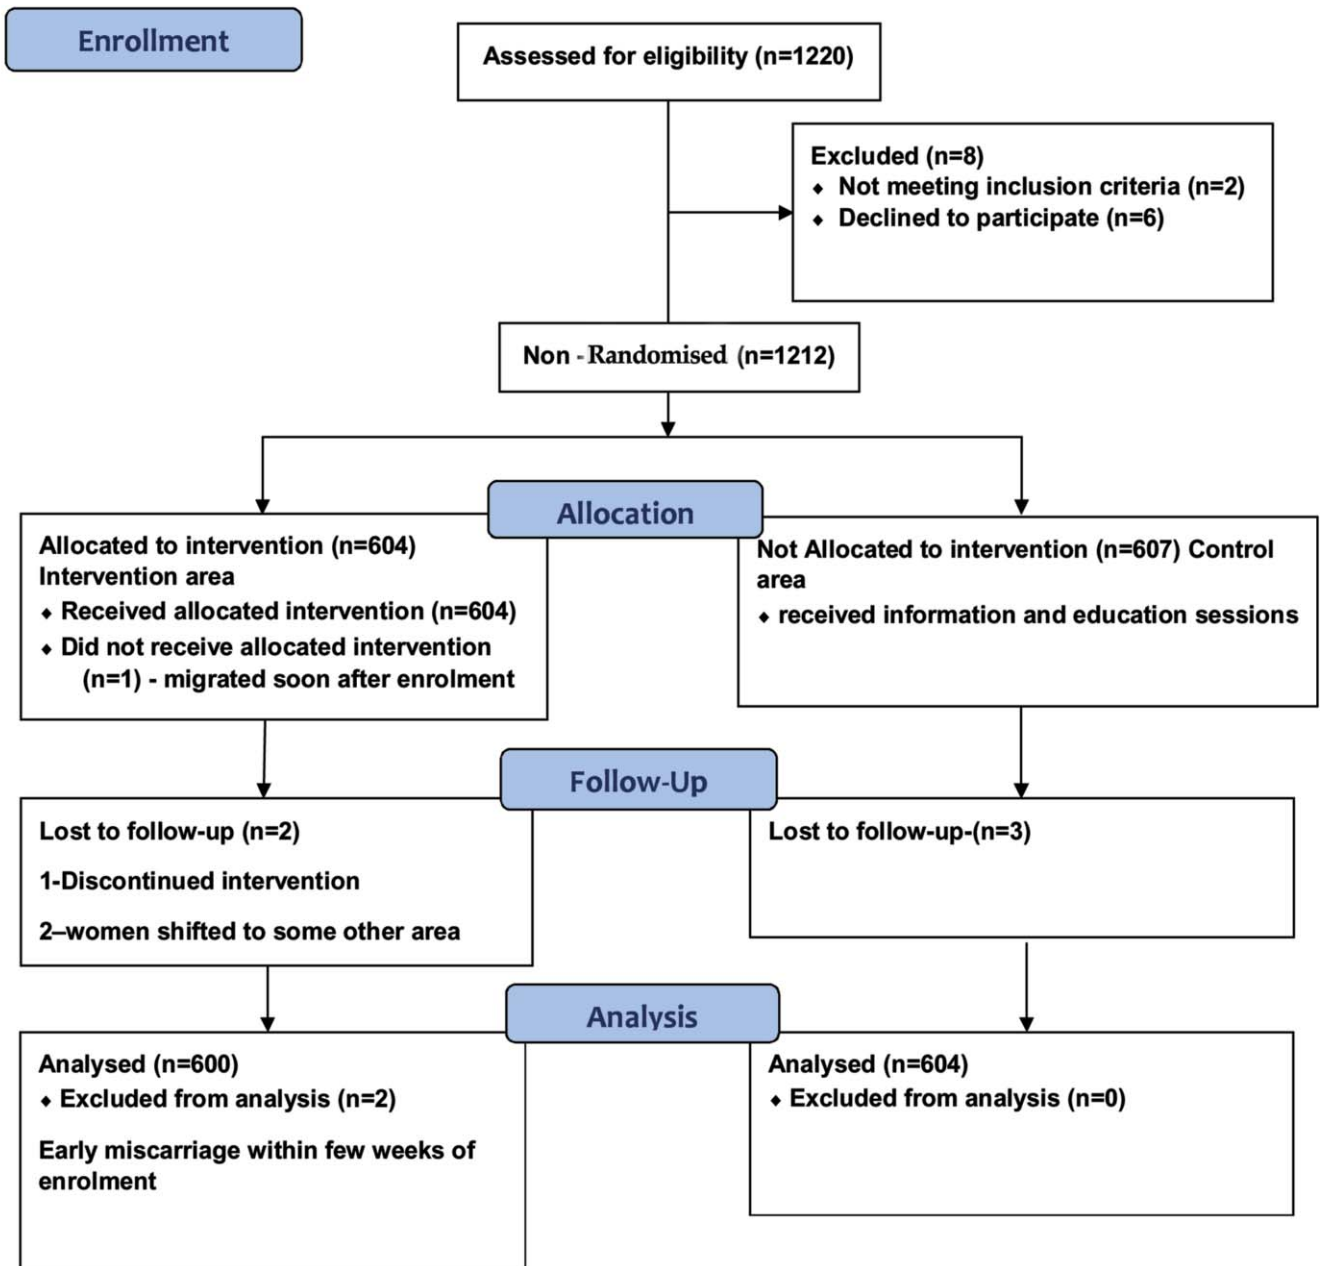 Enrollment
Assessed for eligibility (n=1220)
Excluded (n=8)
♦ Not meeting inclusion criteria (n=2)
♦ Declined to participate (n=6)
Non - Randomised (n=1212)
Allocation
Allocated to intervention (n=604)
Intervention area
♦ Received allocated intervention (n=604)
♦ Did not receive allocated intervention
(n=1) - migrated soon after enrolment
Not Allocated to intervention (n=607) Control
area
♦ received information and education sessions
Follow-Up
Lost to follow-up (n=2)
1-Discontinued intervention
2–women shifted to some other area
Lost to follow-up-(n=3)
Analysis
Analysed (n=600)
♦ Excluded from analysis (n=2)
Early miscarriage within few weeks of
enrolment
Analysed (n=604)
♦ Excluded from analysis (n=0)